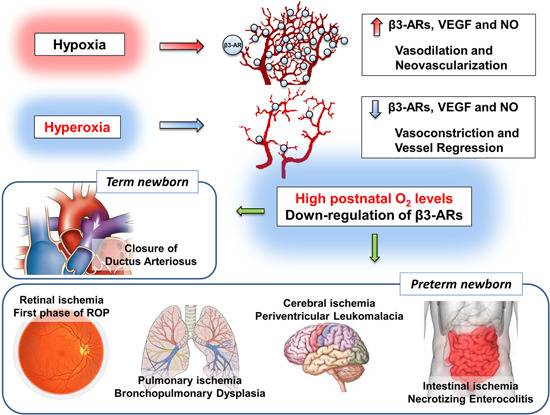 Hypoxia
β3-AR
β3-ARs, VEGF and NO
Vasodilation and
Neovascularization
Hyperoxia
β3-ARs, VEGF and NO
Vasoconstriction and
Vessel Regression
Term newborn
Closure of
Ductus Arteriosus
High postnatal O₂ levels
Down-regulation of β3-ARs
Preterm newborn
Retinal ischemia
First phase of ROP
Pulmonary ischemia
Bronchopulmonary Dysplasia
Cerebral ischemia
Periventricular Leukomalacia
Intestinal ischemia
Necrotizing Enterocolitis